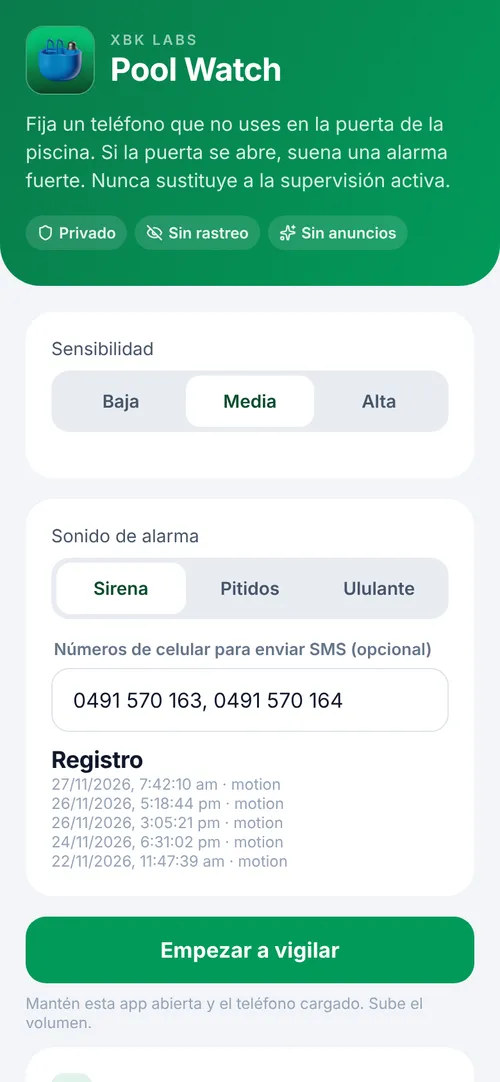 XBK LABS
Pool Watch
Fija un teléfono que no uses en la puerta de la
piscina. Si la puerta se abre, suena una alarma
fuerte. Nunca sustituye a la supervisión activa.
Privado
Sin rastreo
Sin anuncios
Sensibilidad
Baja
Media
Alta
Sonido de alarma
Sirena
Pitidos
Ululante
Números de celular para enviar SMS (opcional)
0491 570 163, 0491 570 164
Registro
27/11/2026, 7:42:10 am · motion
26/11/2026, 5:18:44 pm · motion
26/11/2026, 3:05:21 pm · motion
24/11/2026, 6:31:02 pm · motion
22/11/2026, 11:47:39 am · motion
Empezar a vigilar
Mantén esta app abierta y el teléfono cargado. Sube el
volumen.